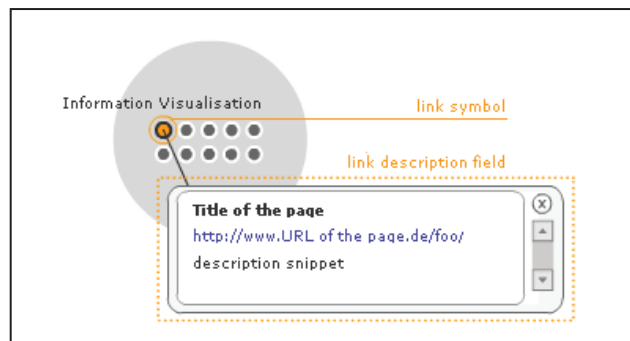 Information Visualisation
link symbol
link description field
Title of the page
http://www.URL of the page.de/foo/
description snippet